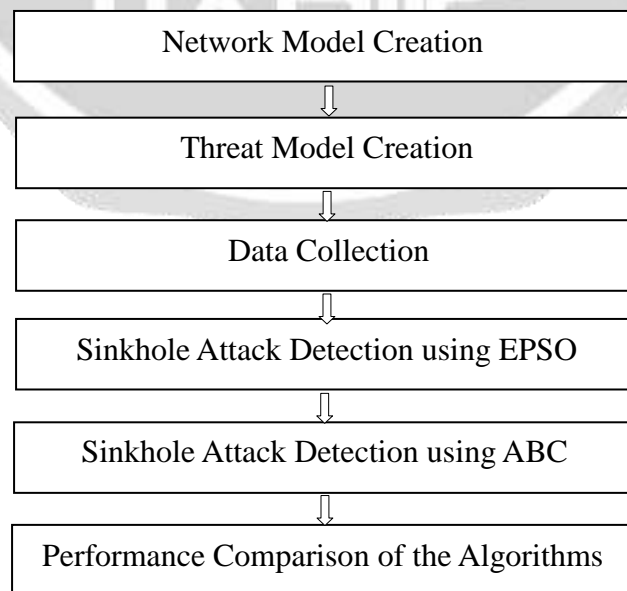 Network Model Creation
Threat Model Creation
Data Collection
Sinkhole Attack Detection using EPSO
Sinkhole Attack Detection using ABC
Performance Comparison of the Algorithms